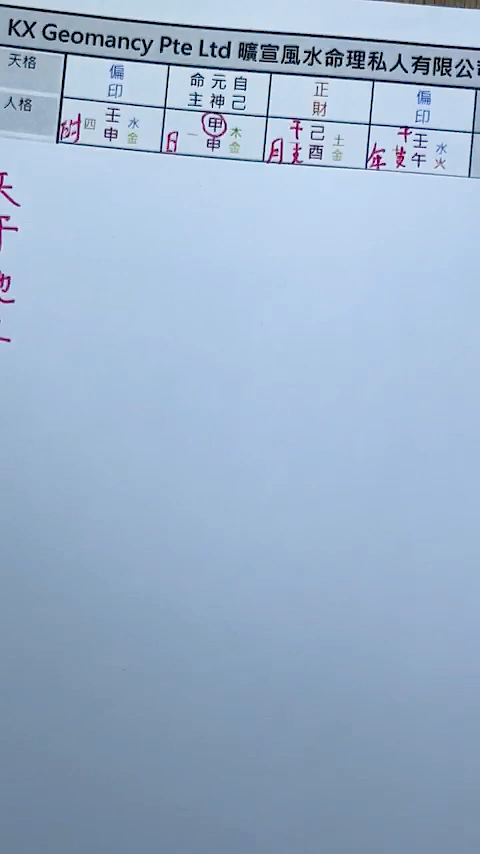 KX Geomancy Pte Ltd 曠宣風水命理私人有限公司
天格
偏印
命主 元神 自己
正財
偏印
人格
时 四 壬申 水金
日 一 甲申 木金
月 干支 己酉 土金
年 干支 壬午 水火
天
干
地